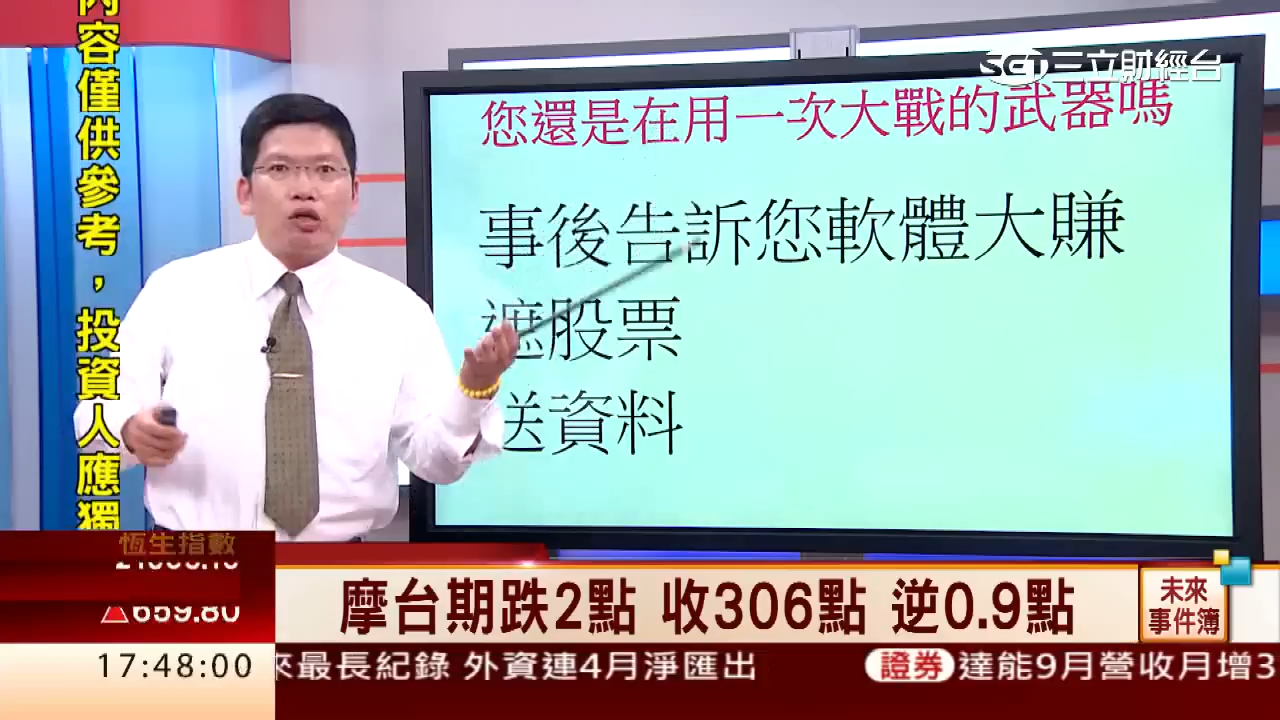 內容僅供參考，投資人應獨
SET三立財經台
您還是在用一次大戰的武器嗎
事後告訴您軟體大賺
遮股票
送資料
恆生指數
659.80
摩台期跌2點 收306點 逆0.9點
未來
事件簿
17:48:00
來最長紀錄 外資連4月淨匯出
證券 達能9月營收月增3